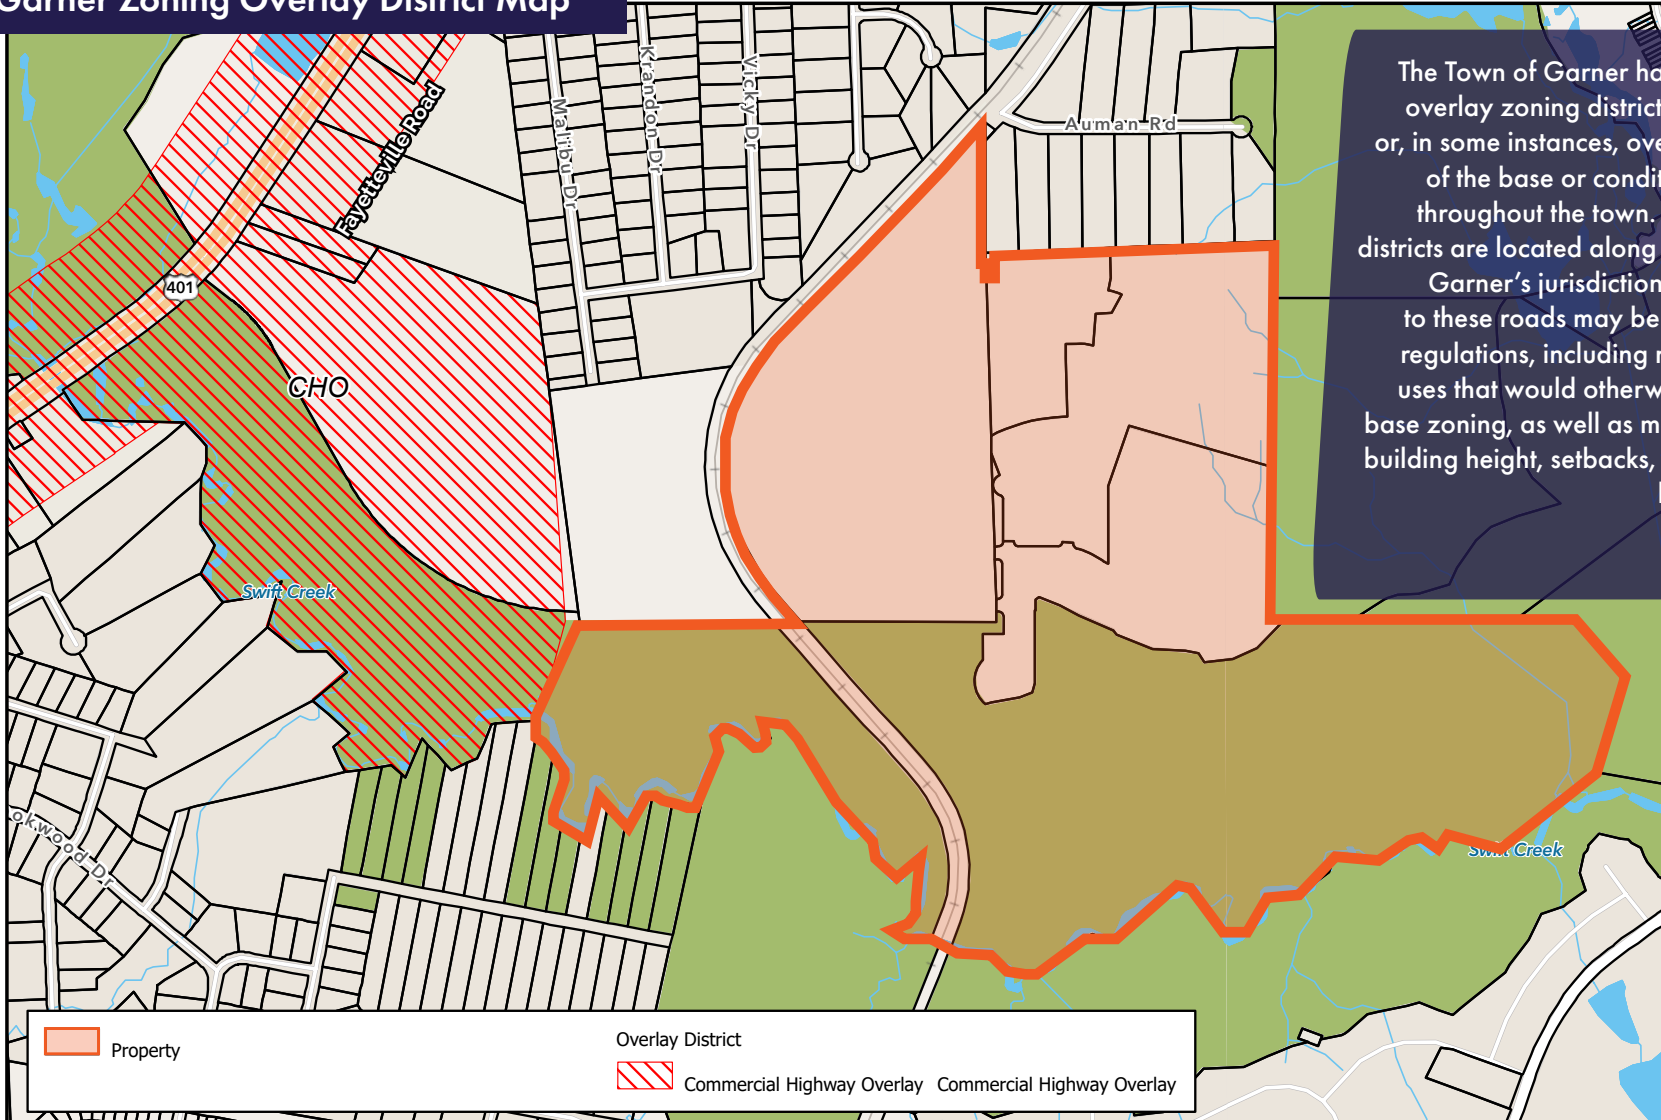 Garner Zoning Overlay District Map
The Town of Garner ha
overlay zoning district
or, in some instances, ove
of the base or condit
throughout the town.
districts are located along
Garner's jurisdiction
to these roads may be
regulations, including
uses that would otherw
base zoning, as well as m
building height, setbacks,
Fayetteville Road
Malibu Dr
Krandon Dr
Vicky Dr
Auman Rd
401
CHO
Swift Creek
okwood Dr
Swift Creek
Property
Overlay District
Commercial Highway Overlay Commercial Highway Overlay